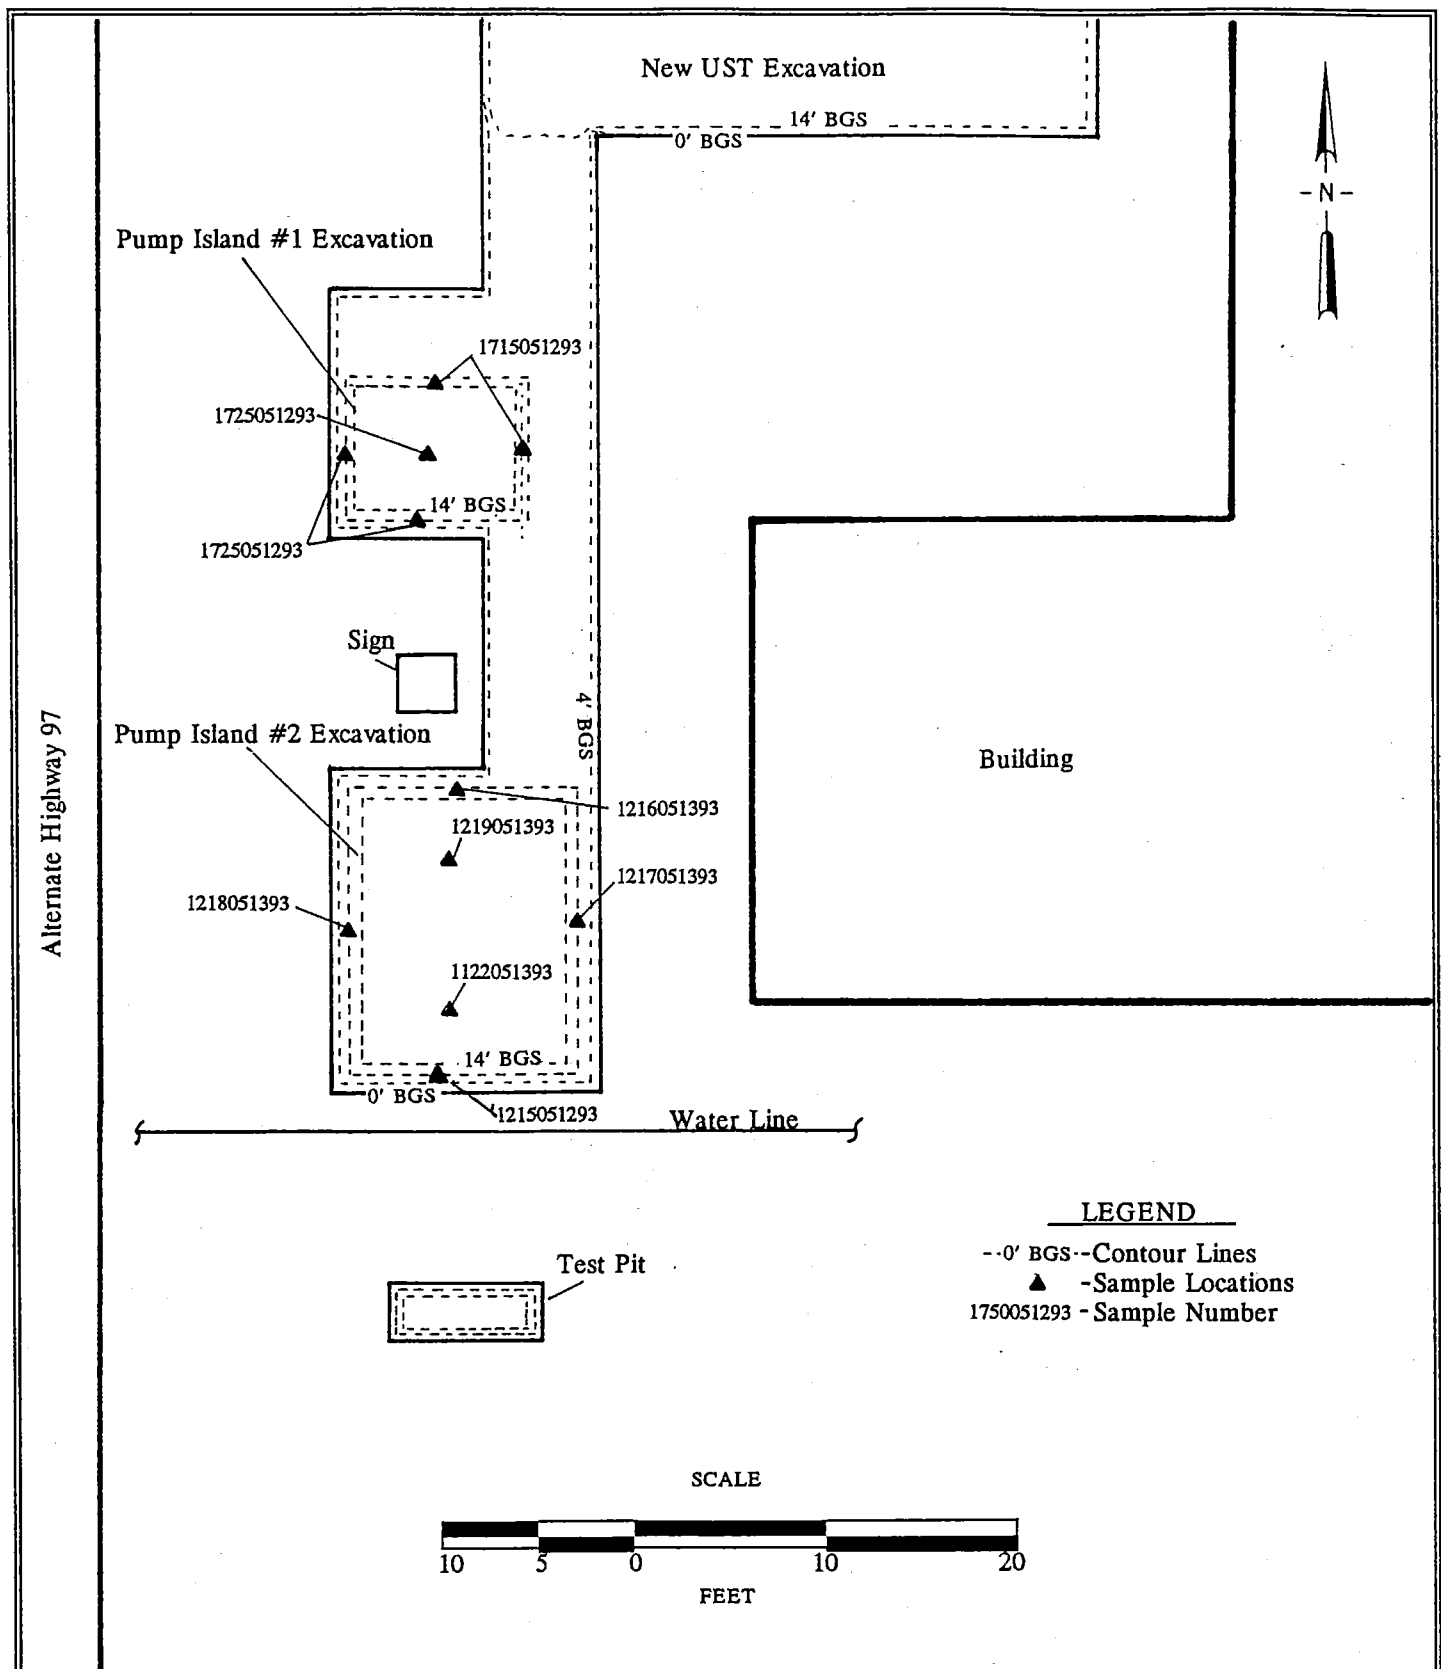 New UST Excavation
14' BGS
0' BGS
- N -
Pump Island #1 Excavation
1715051293
1725051293
14' BGS
1725051293
Sign
4' BGS
Pump Island #2 Excavation
Alternate Highway 97
Building
1216051393
1219051393
1217051393
1218051393
1122051393
14' BGS
0' BGS
1215051293
Water Line
LEGEND
--0' BGS--Contour Lines
-Sample Locations
1750051293 -Sample Number
Test Pit
SCALE
10 5 0 10 20
FEET